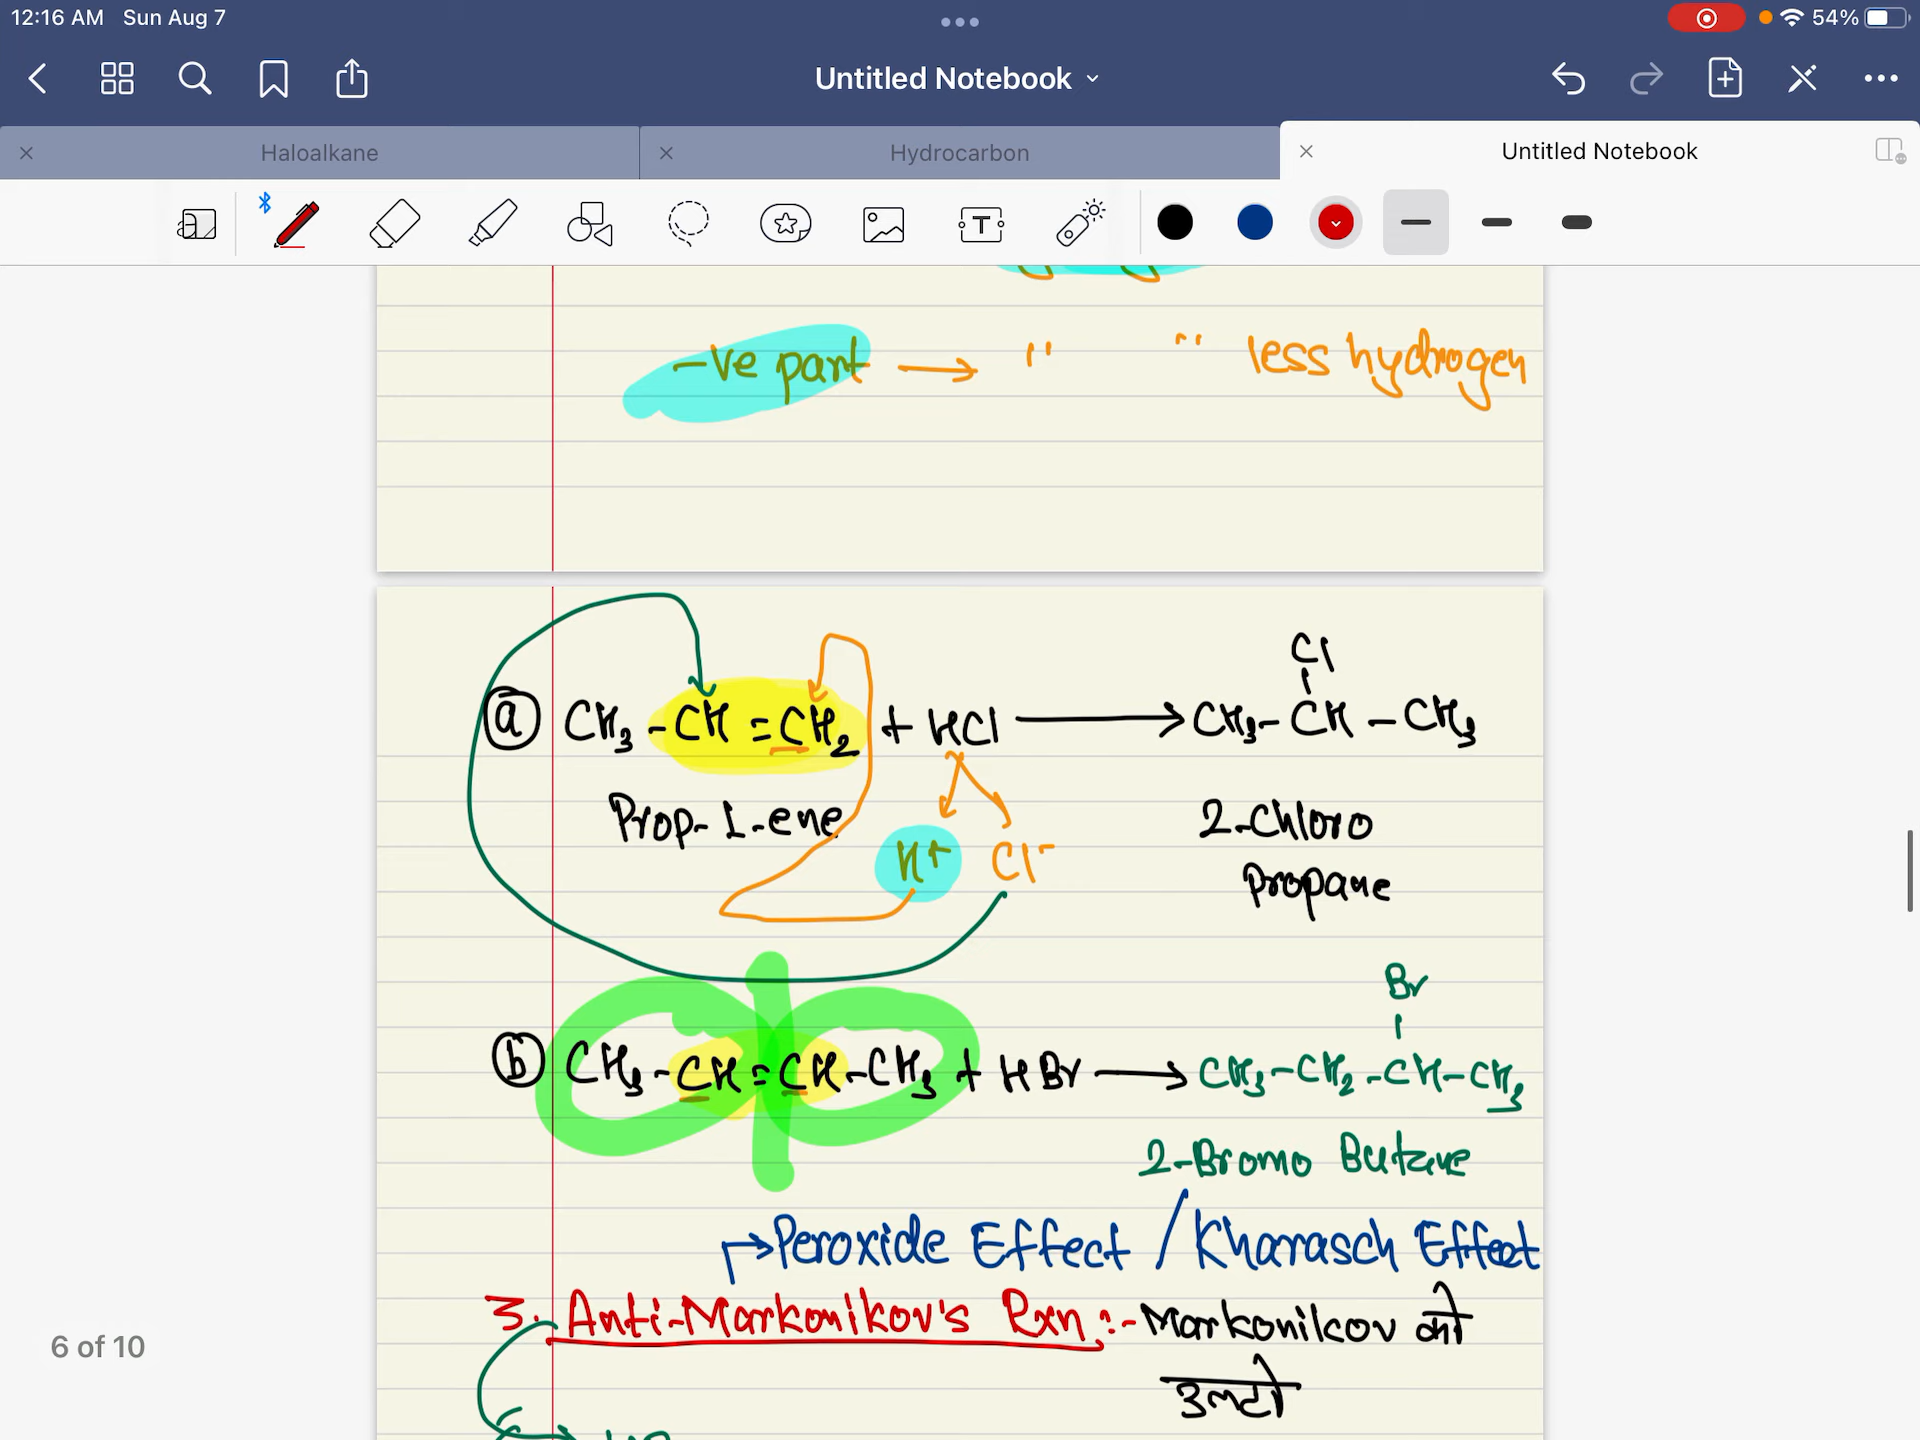 12:16 AM Sun Aug 7
54%
Untitled Notebook
Haloalkane
Hydrocarbon
Untitled Notebook
-ve part → " " less hydrogen
Cl
ⓐ CH₃-CH=CH₂ + HCl → CH₃-CH-CH₃
Prop-1-ene
H+ Cl-
2-Chloro
Propane
Br
ⓑ CH₃-CH=CH-CH₃ + HBr → CH₃-CH₂-CH-CH₃
2-Bromo Butane
→ Peroxide Effect / Kharasch Effect
3. Anti-Markonikov's Rxn :- Markonikov को
उल्टो
6 of 10